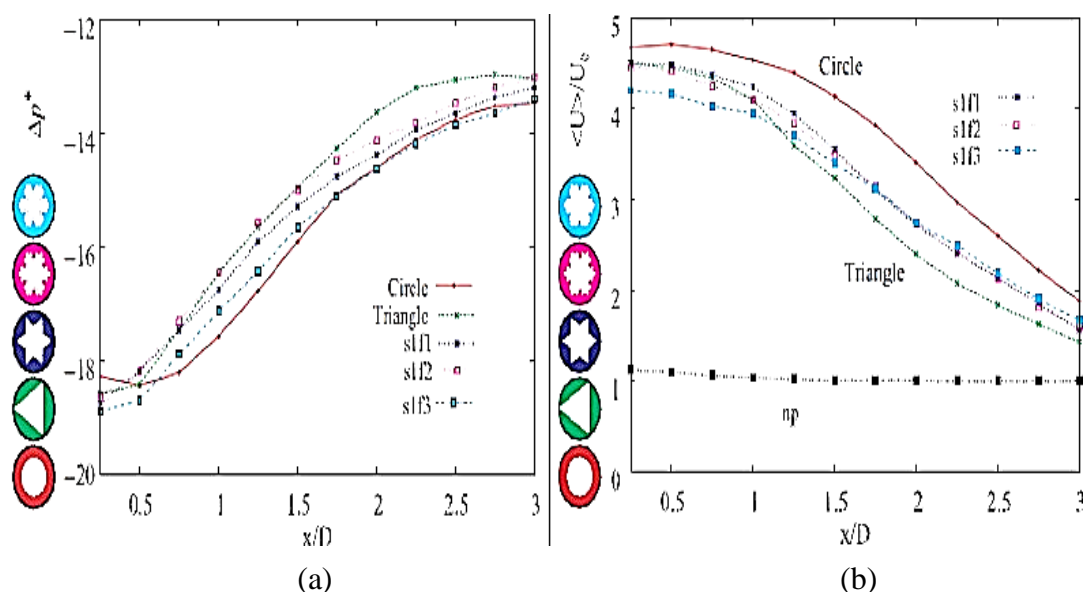 −12
−14
−16
−18
−20
Δp⁺
Circle
Triangle
s1f1
s1f2
s1f3
0.5 1 1.5 2 2.5 3
x/D
(a)
5
4
3
2
1
0
Circle
s1f1
s1f2
s1f3
Triangle
np
0.5 1 1.5 2 2.5 3
x/D
(b)